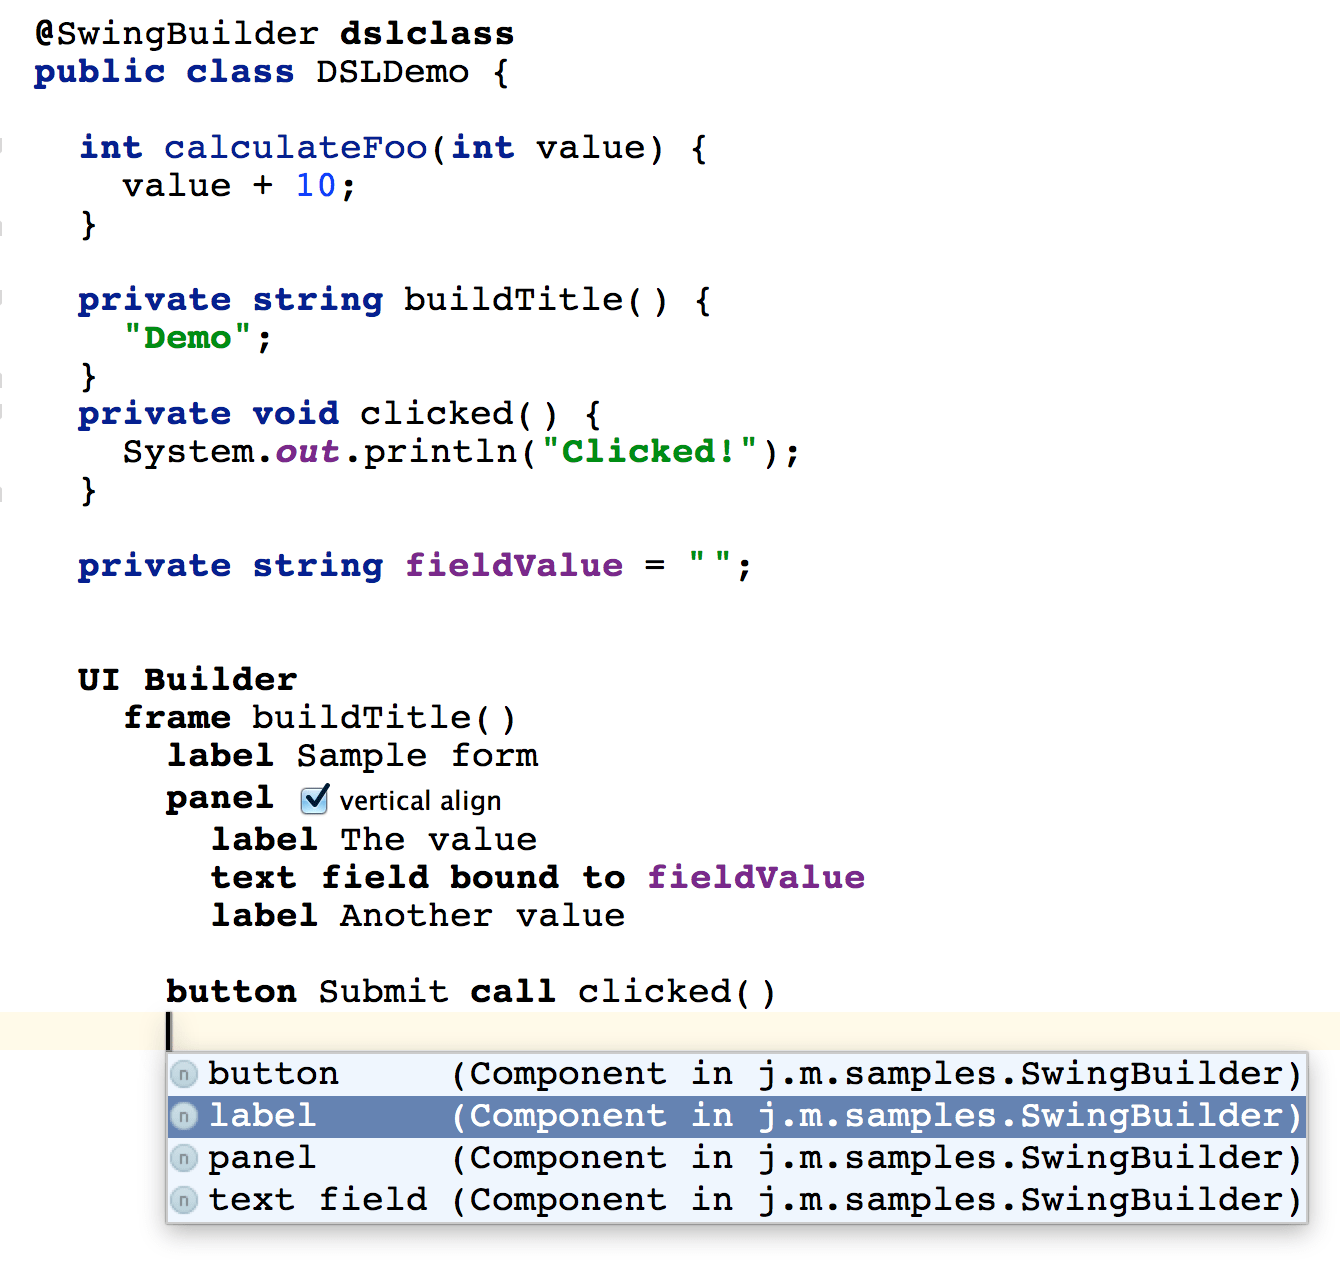 @SwingBuilder dslclass
public class DSLDemo {
int calculateFoo(int value) {
value + 10;
}
private string buildTitle() {
"Demo";
}
private void clicked() {
System.out.println("Clicked!");
}
private string fieldValue = "";
UI Builder
frame buildTitle()
label Sample form
panel vertical align
label The value
text field bound to fieldValue
label Another value
button Submit call clicked()
n button (Component in j.m.samples.SwingBuilder)
n label (Component in j.m.samples.SwingBuilder)
n panel (Component in j.m.samples.SwingBuilder)
n text field (Component in j.m.samples.SwingBuilder)